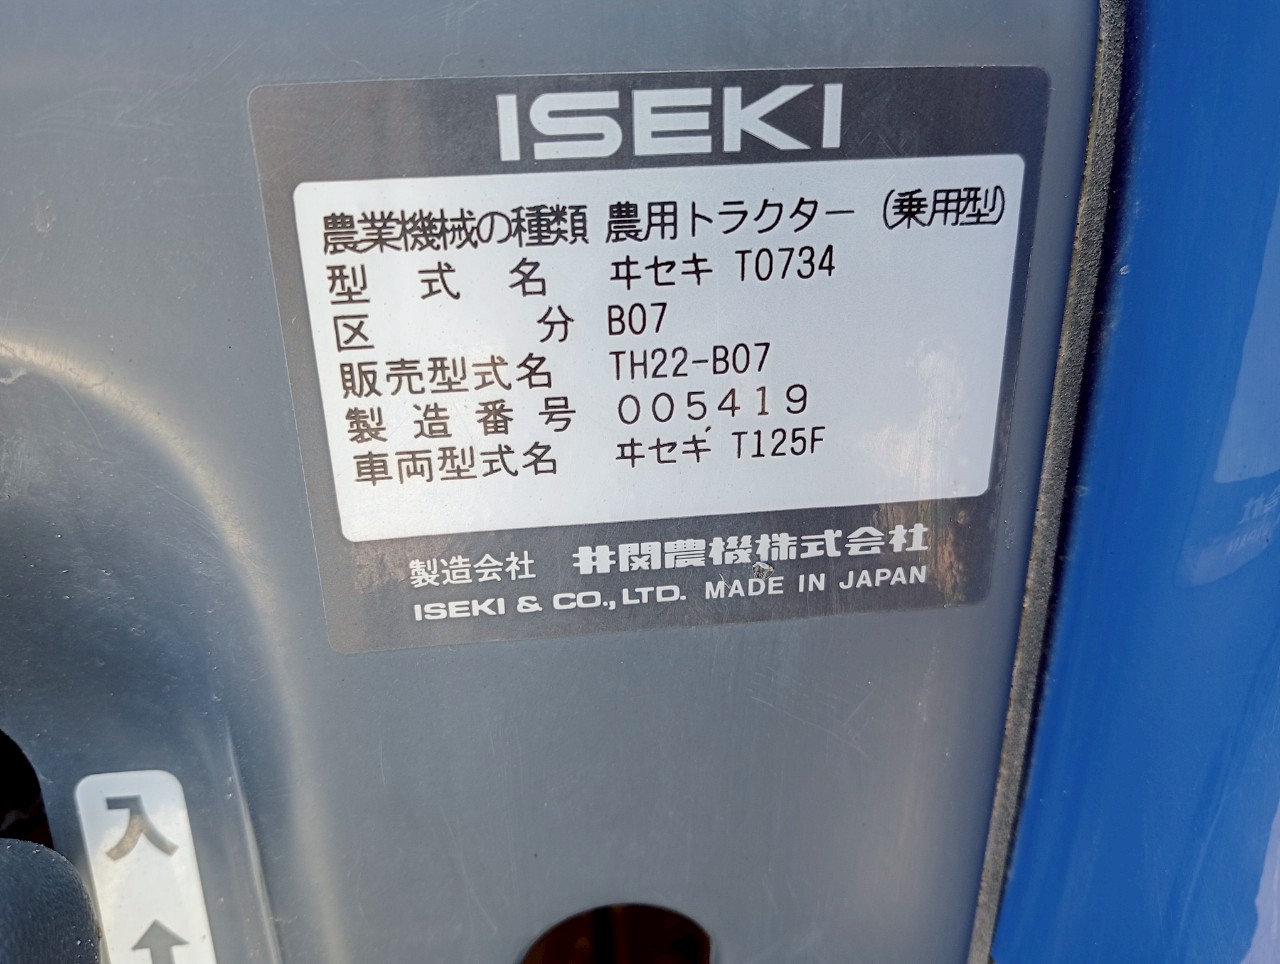 ISEKI
農業機械の種類 農用トラクター (乗用型)
型式名 ヰセキ T0734
区分 B07
販売型式名 TH22-B07
製造番号 005419
車両型式名 ヰセキ T125F
製造会社 井関農機株式会社
ISEKI & CO., LTD. MADE IN JAPAN
入
↑